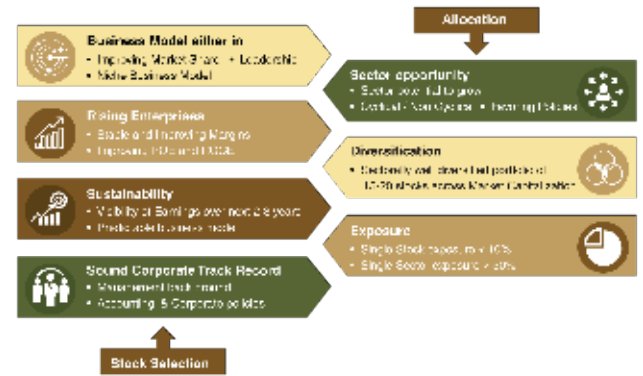 Allocation
Business Model either in
• Improving Market Share • Leadership
• Niche Business Model
Sector opportunity
• Sector potential to grow
• Cyclical / Non Cyclical • Policies
Rising Enterprises
• Stable and Improving Margins
• Improving ROE and ROCE
Diversification
• Sectorally well diversified portfolio of
stocks across Market Capitalization
Sustainability
• Visibility of Earnings over next 2-3 years
• Predictable business model
Exposure
• Single Stock exposure < 10%
• Single Sector exposure
Sound Corporate Track Record
• Management background
• Accounting & Corporate policies
Stock Selection